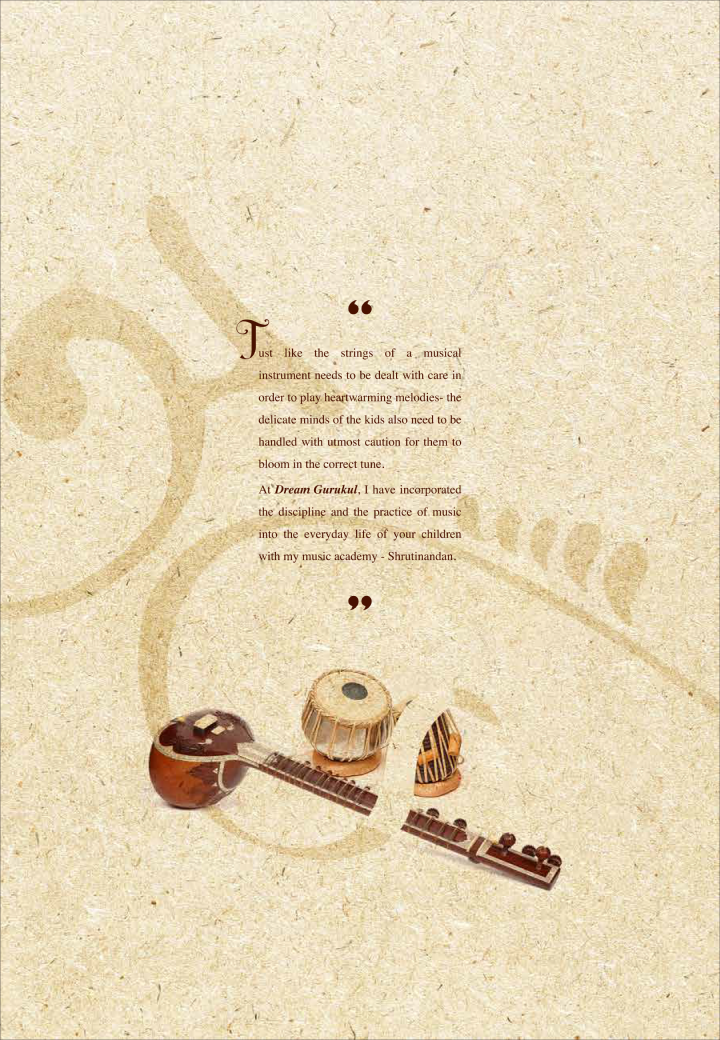 “
Just like the strings of a musical
instrument needs to be dealt with care in
order to play heartwarming melodies- the
delicate minds of the kids also need to be
handled with utmost caution for them to
bloom in the correct tune.
At Dream Gurukul, I have incorporated
the discipline and the practice of music
into the everyday life of your children
with my music academy - Shrutinandan.
”